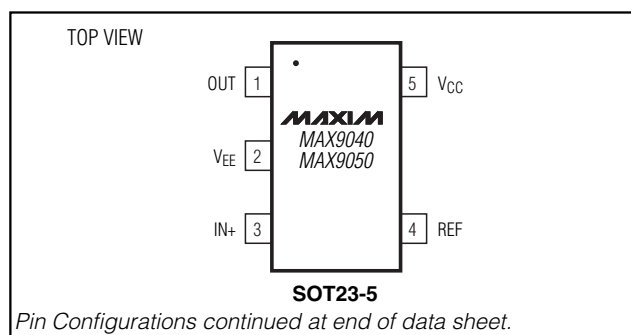 TOP VIEW
OUT 1
5 VCC
MAXIM
MAX9040
VEE 2
MAX9050
IN+ 3
4 REF
SOT23-5
Pin Configurations continued at end of data sheet.